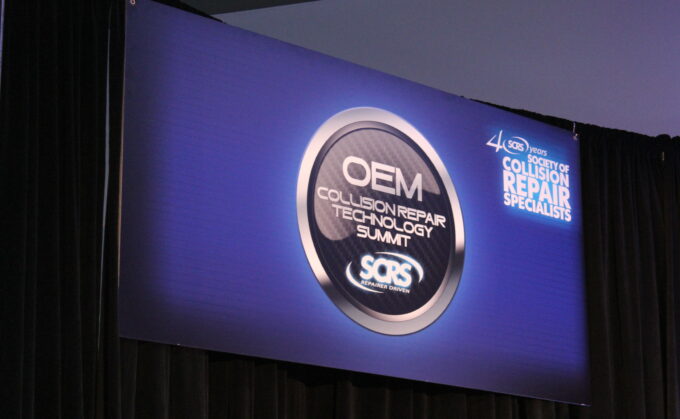 OEM
COLLISION REPAIR
TECHNOLOGY
SUMMIT
SCRS
REPAIRER DRIVEN
40 SCRS years
SOCIETY OF
COLLISION
REPAIR
SPECIALISTS